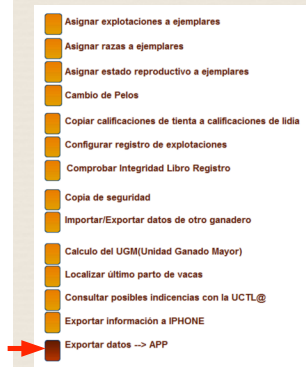 Asignar explotaciones a ejemplares
Asignar razas a ejemplares
Asignar estado reproductivo a ejemplares
Cambio de Pelos
Copiar calificaciones de tienta a calificaciones de lidia
Configurar registro de explotaciones
Comprobar Integridad Libro Registro
Copia de seguridad
Importar/Exportar datos de otro ganadero
Calculo del UGM(Unidad Ganado Mayor)
Localizar último parto de vacas
Consultar posibles indicencias con la UCTL@
Exportar información a IPHONE
Exportar datos --> APP